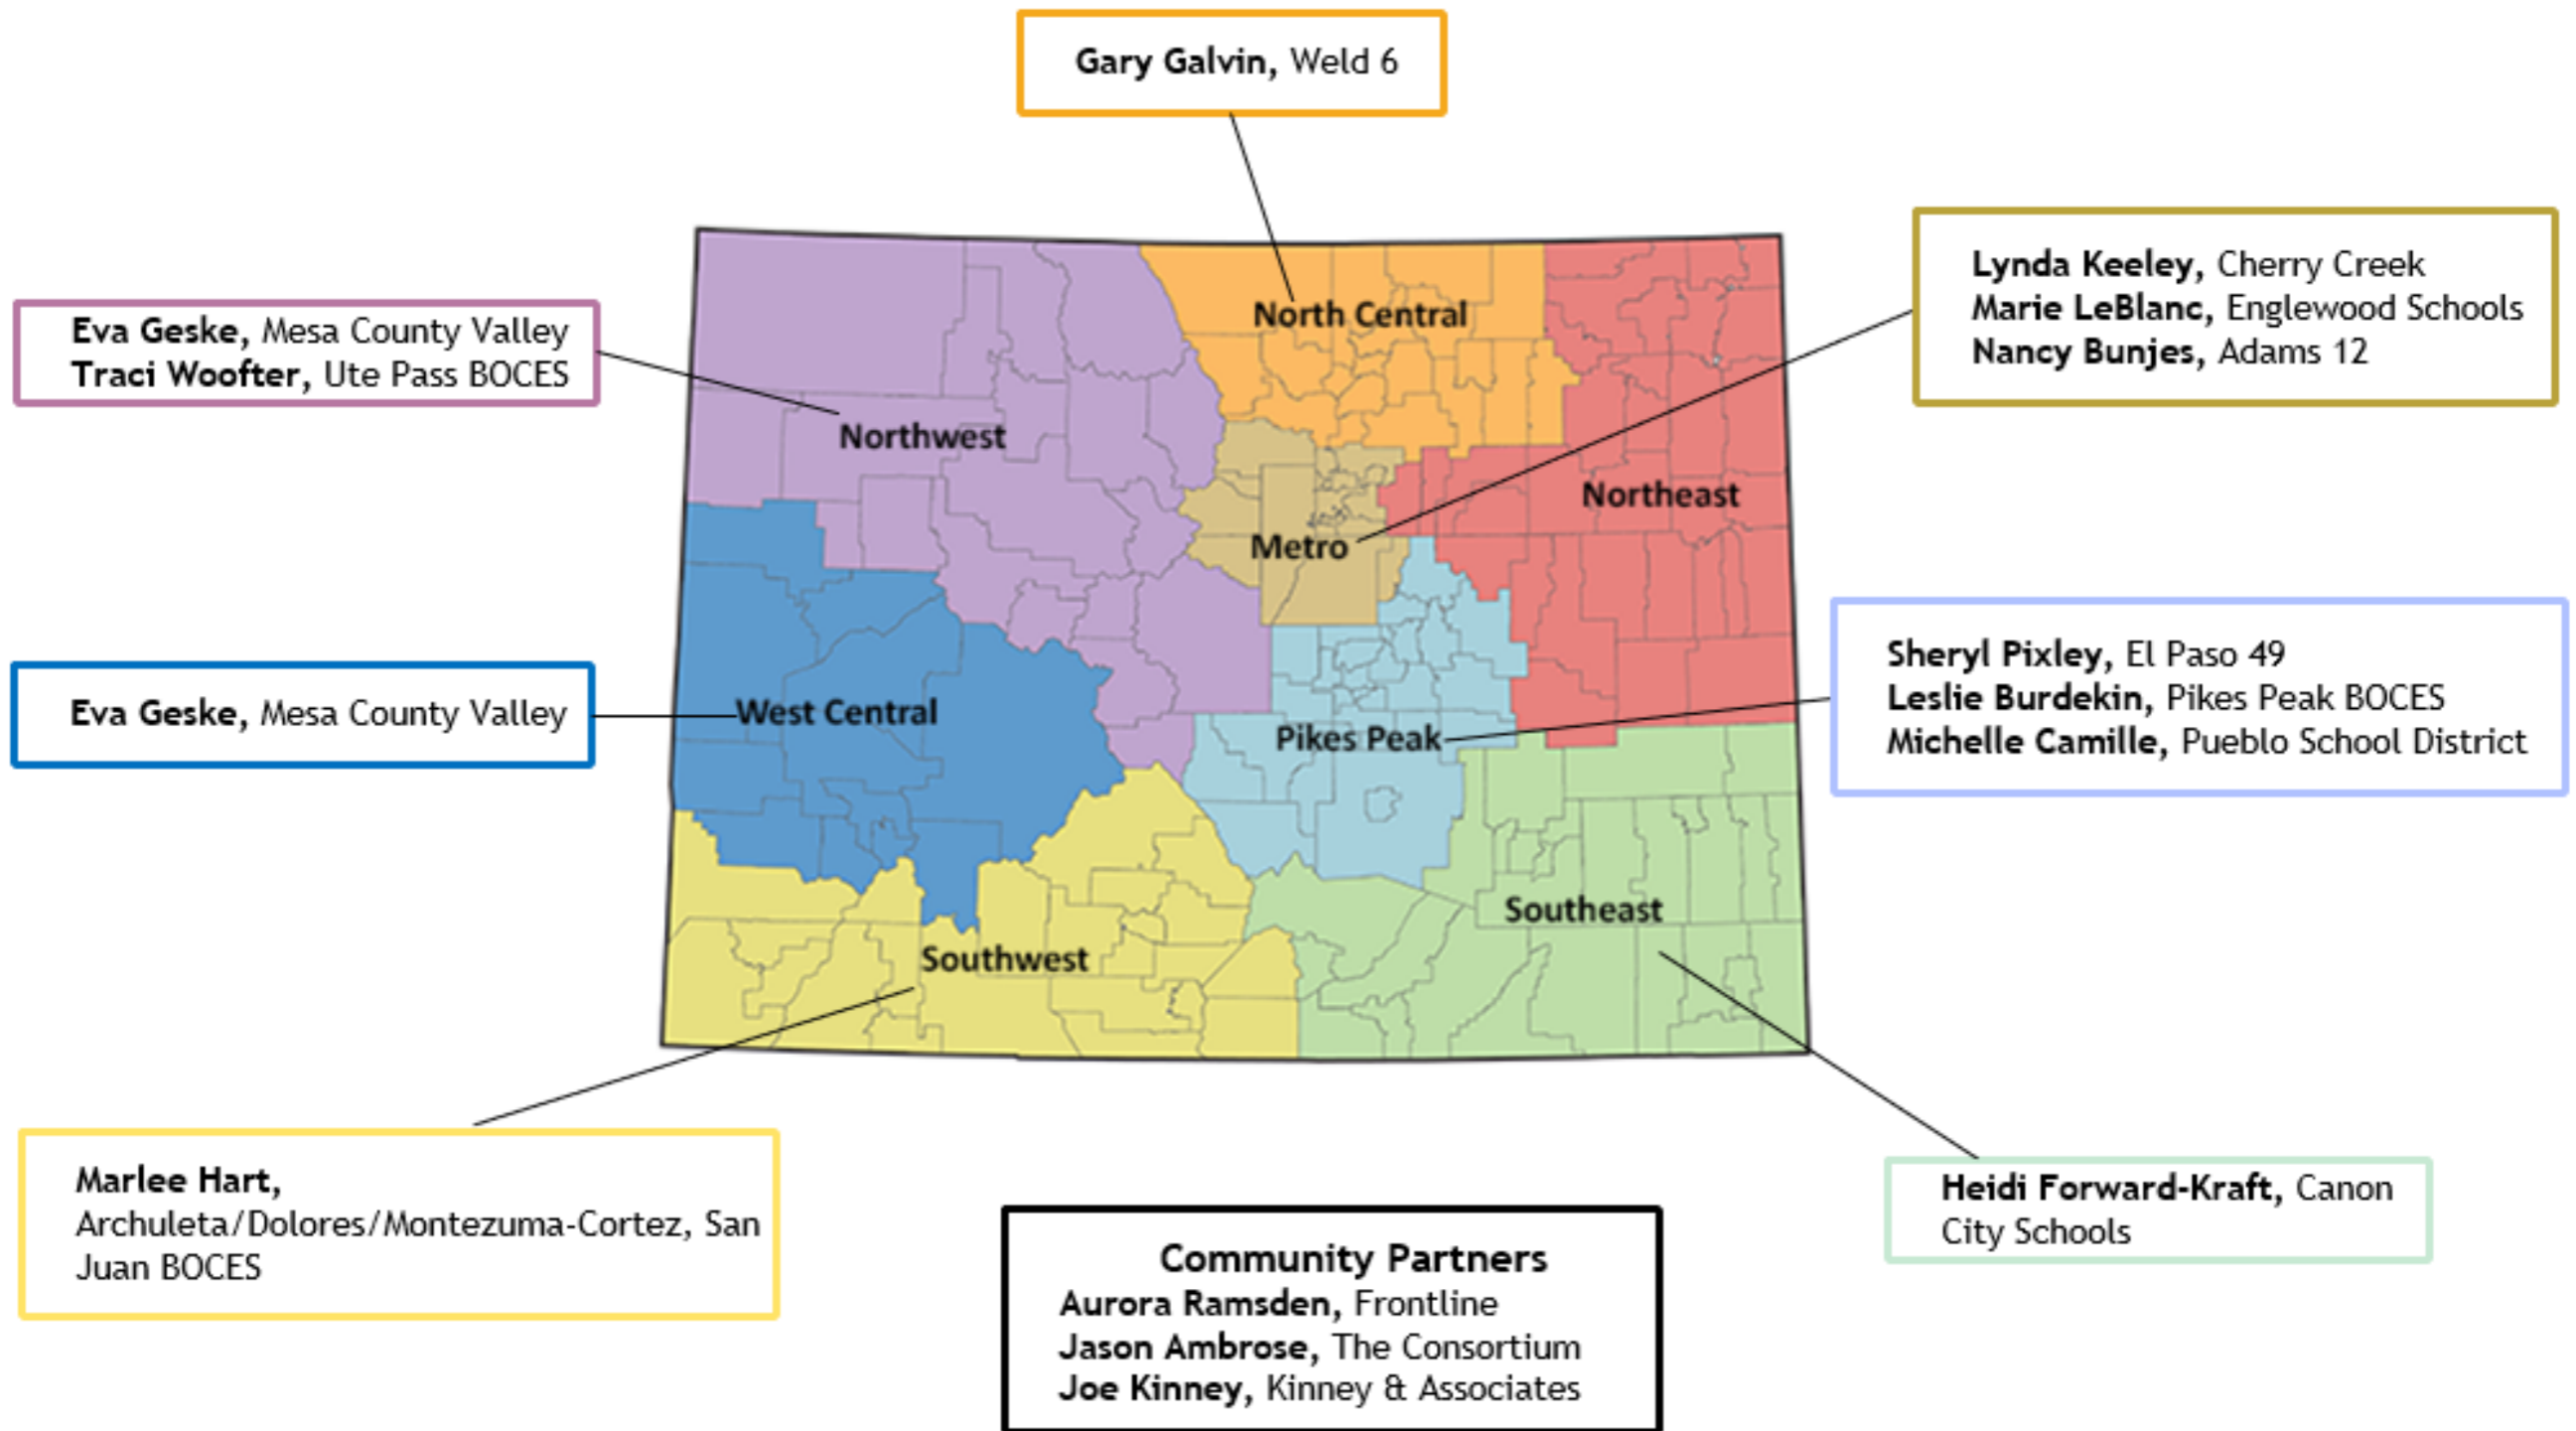 Gary Galvin, Weld 6
Lynda Keeley, Cherry Creek
Marie LeBlanc, Englewood Schools
Nancy Bunjes, Adams 12
North Central
Eva Geske, Mesa County Valley
Traci Woofter, Ute Pass BOCES
Northwest
Northeast
Metro
Sheryl Pixley, El Paso 49
Leslie Burdekin, Pikes Peak BOCES
Michelle Camille, Pueblo School District
Eva Geske, Mesa County Valley
West Central
Pikes Peak
Southeast
Southwest
Marlee Hart,
Archuleta/Dolores/Montezuma-Cortez, San
Juan BOCES
Heidi Forward-Kraft, Canon
City Schools
Community Partners
Aurora Ramsden, Frontline
Jason Ambrose, The Consortium
Joe Kinney, Kinney & Associates